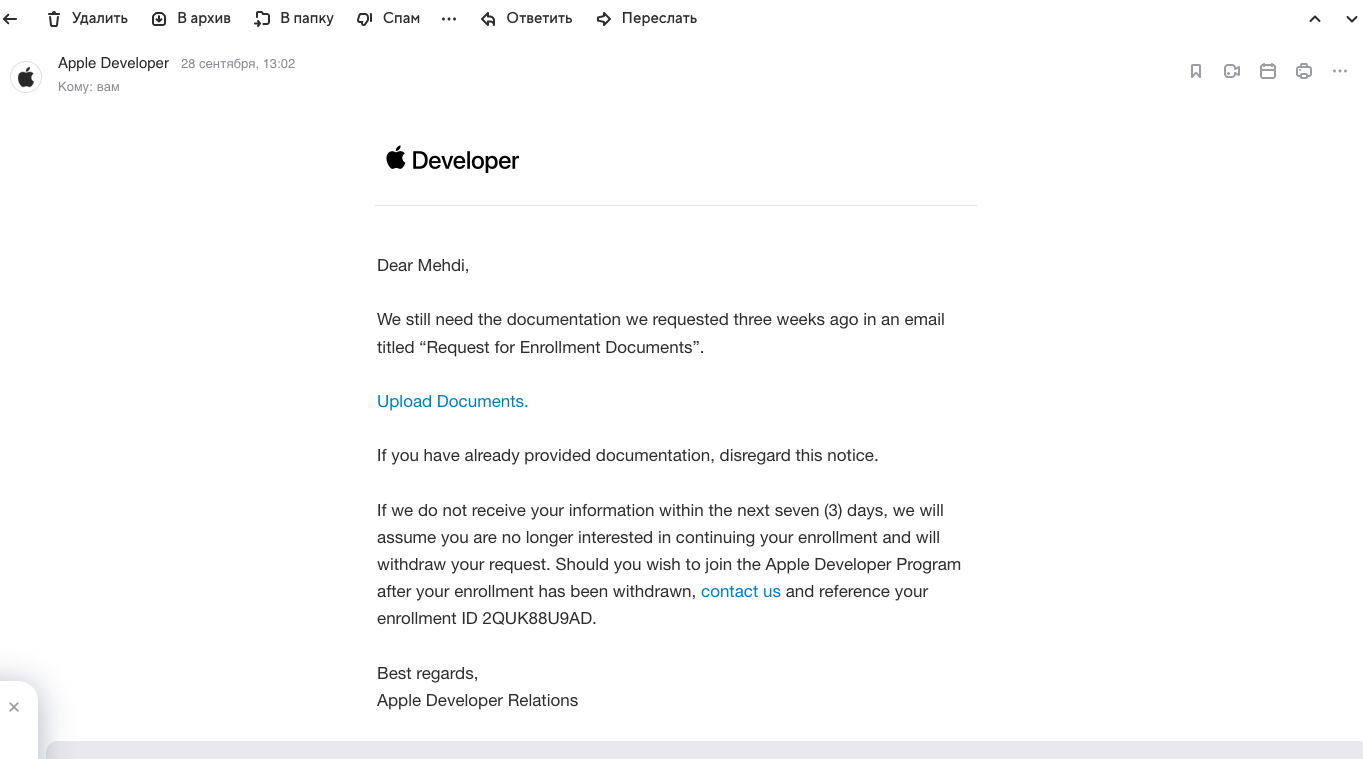 Удалить В архив В папку Спам Ответить Переслать
Apple Developer 28 сентября, 13:02
Кому: вам
Developer
Dear Mehdi,
We still need the documentation we requested three weeks ago in an email
titled “Request for Enrollment Documents”.
Upload Documents.
If you have already provided documentation, disregard this notice.
If we do not receive your information within the next seven (3) days, we will
assume you are no longer interested in continuing your enrollment and will
withdraw your request. Should you wish to join the Apple Developer Program
after your enrollment has been withdrawn, contact us and reference your
enrollment ID 2QUK88U9AD.
Best regards,
Apple Developer Relations